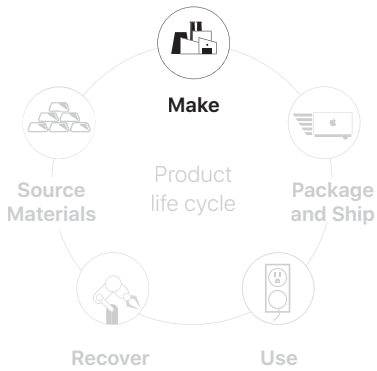 Make
Product
life cycle
Source
Materials
Package
and Ship
Recover
Use